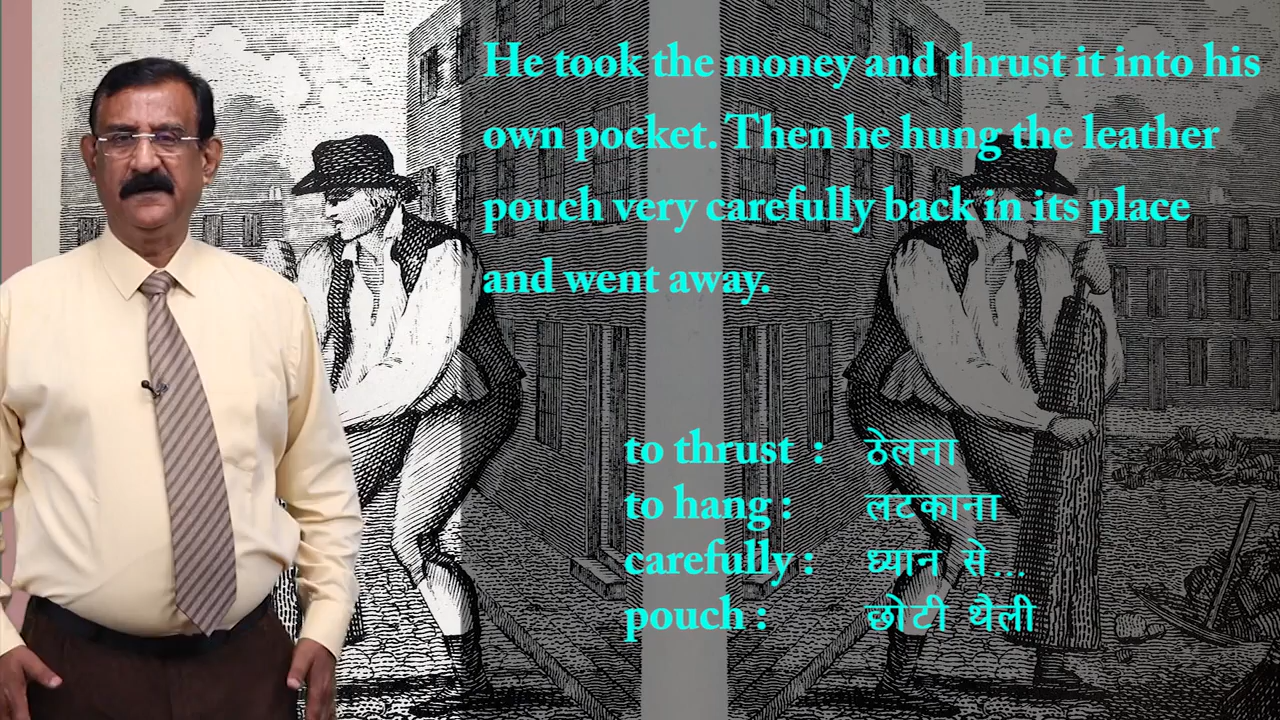 He took the money and thrust it into his
own pocket. Then he hung the leather
pouch very carefully back in its place
and went away.
to thrust : ठेलना
to hang : लटकाना
carefully : ध्यान से...
pouch : छोटी थैली